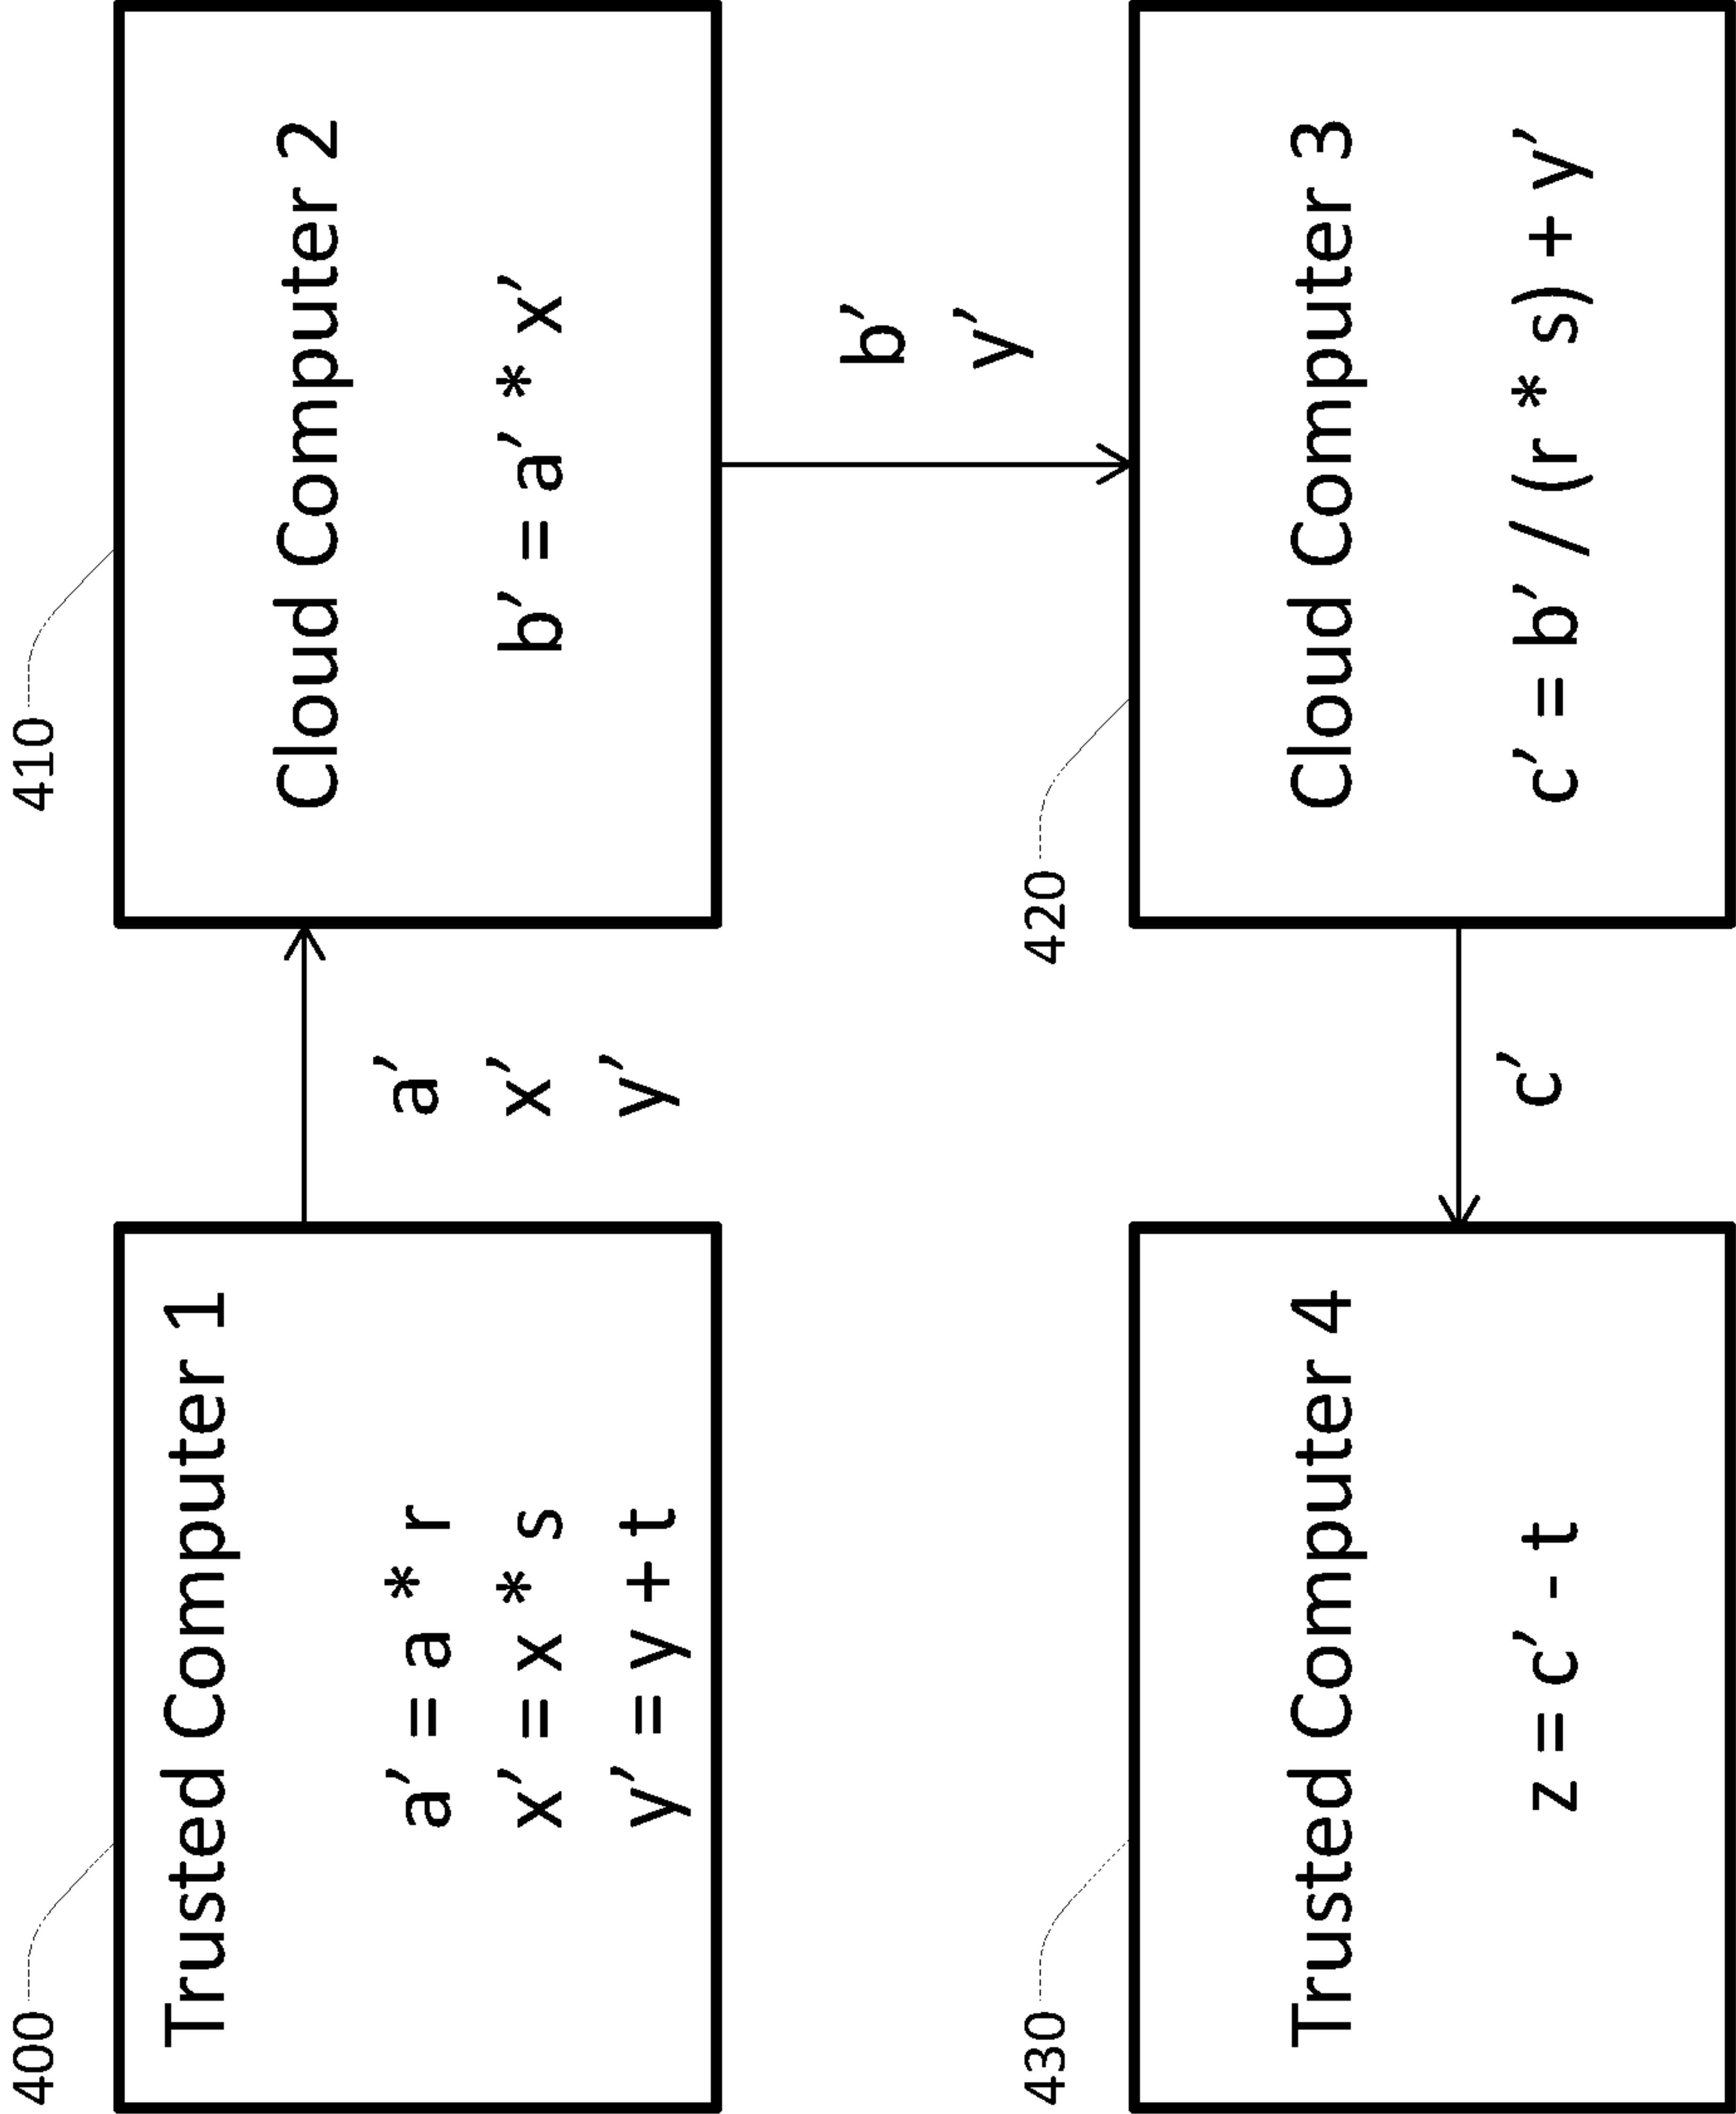 400
Trusted Computer 1
a′ = a * r
x′ = x * s
y′ = y + t
a′
x′
y′
410
Cloud Computer 2
b′ = a′ * x′
b′
y′
420
Cloud Computer 3
c′ = b′ / (r * s) + y′
c′
430
Trusted Computer 4
z = c′ - t